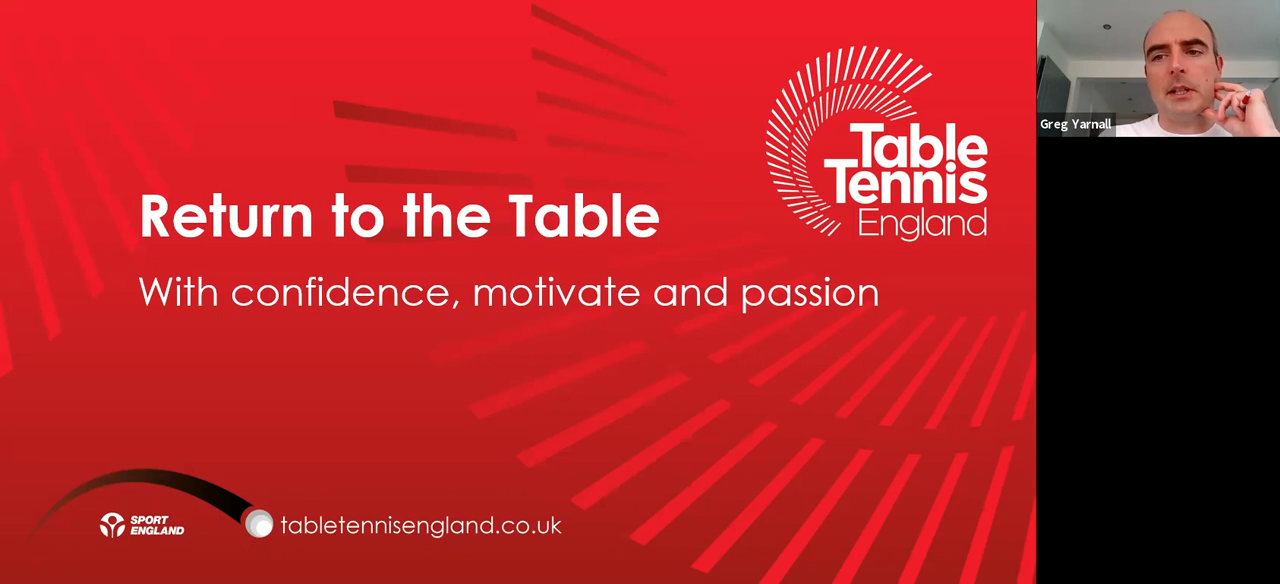 Return to the Table
With confidence, motivate and passion
Table
Tennis
England
SPORT
ENGLAND
tabletennisengland.co.uk
Greg Yarnall